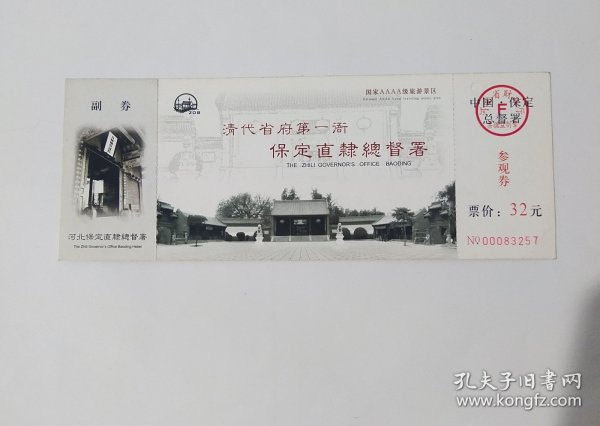 副 券
河北保定直隸總督署
The Zhili Governor's Office Baoding.Hebei
ZDS
国家AAAA级旅游景区
清代省府第一衙
保定直隸總督署
THE ZHILI GOVERNOR'S OFFICE BAODING
中国·保定
总督署
参观券
票价：32元
No 00083257
孔夫子旧书网
www.kongfz.com